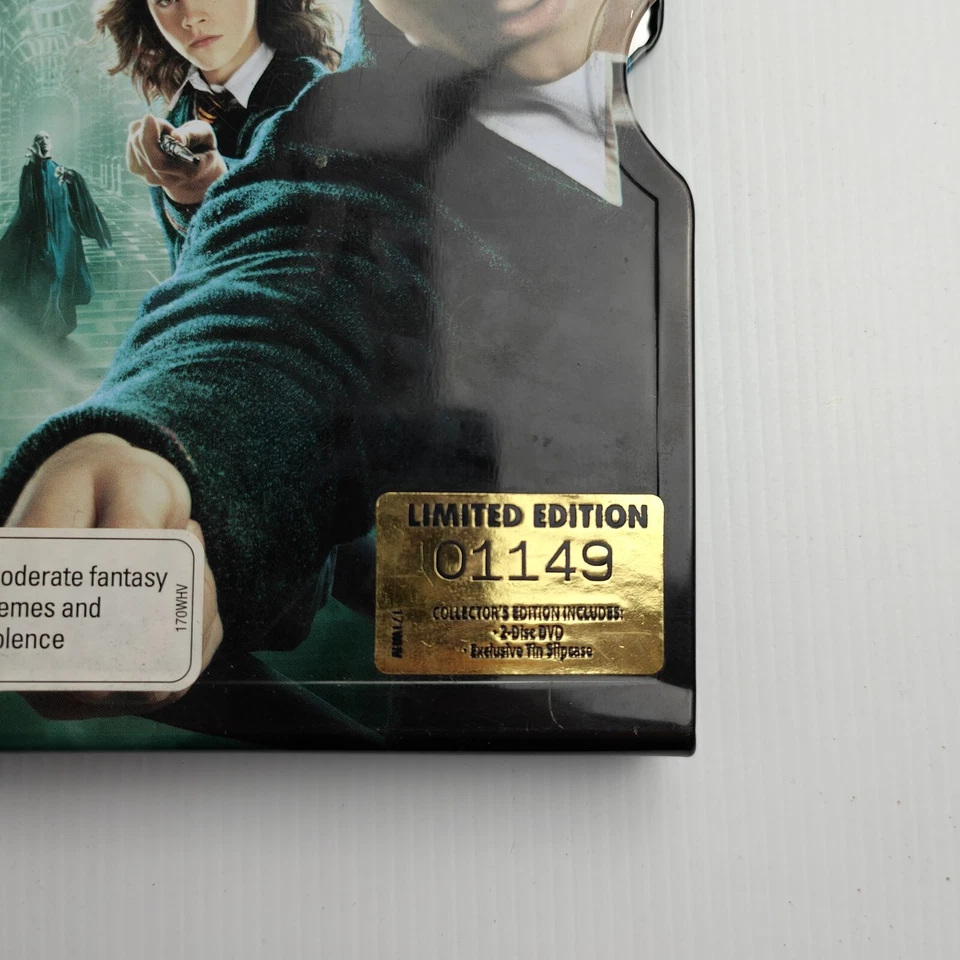 oderate fantasy
emes and
olence
170WHV
LIMITED EDITION
01149
COLLECTOR'S EDITION INCLUDES:
· 2-Disc DVD
· Exclusive Tin Slipcase